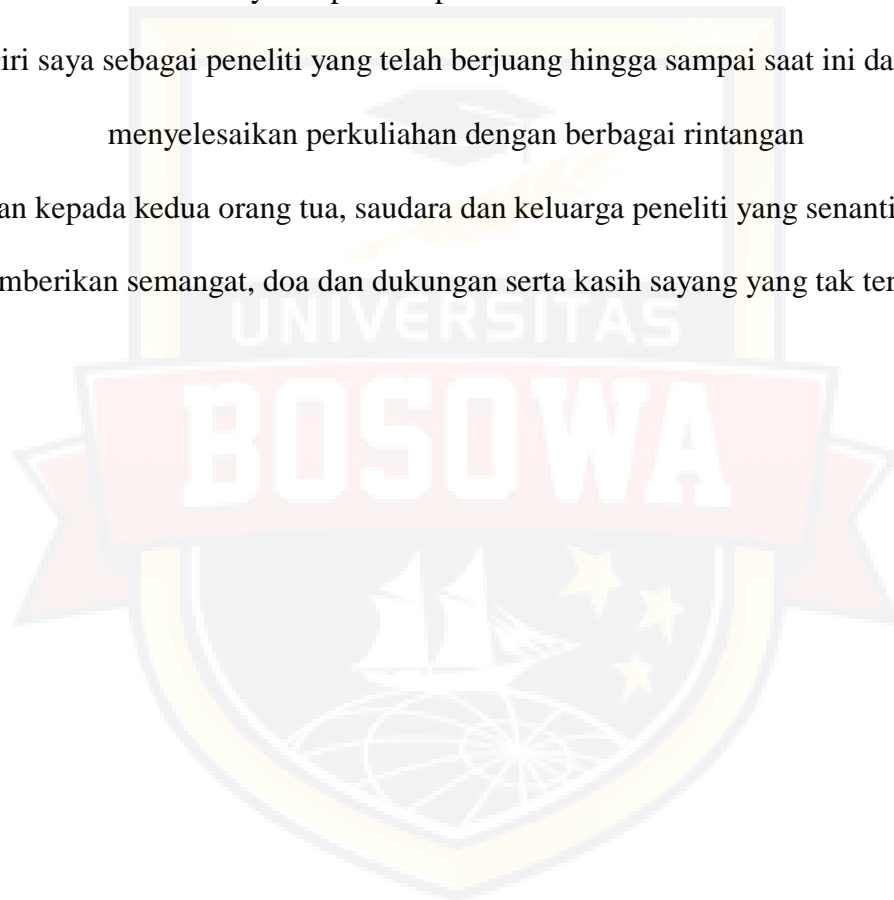 iri saya sebagai peneliti yang telah berjuang hingga sampai saat ini da
menyelesaikan perkuliahan dengan berbagai rintangan
an kepada kedua orang tua, saudara dan keluarga peneliti yang senanti
mberikan semangat, doa dan dukungan serta kasih sayang yang tak ter
UNIVERSITAS
BOSOWA